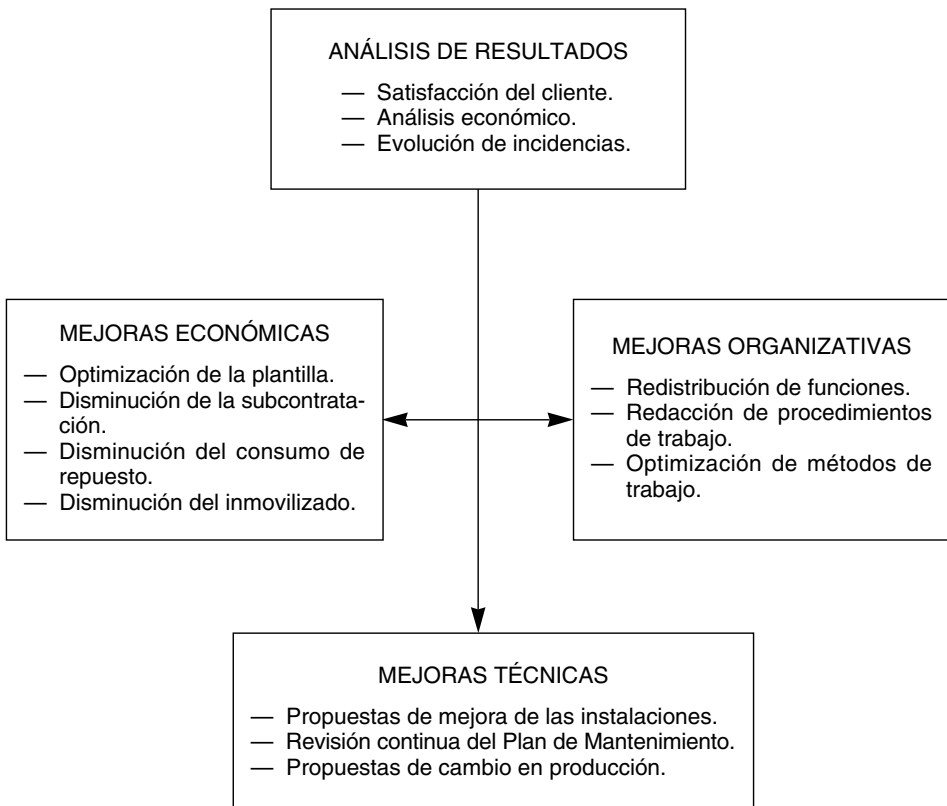 ANÁLISIS DE RESULTADOS
— Satisfacción del cliente.
— Análisis económico.
— Evolución de incidencias.
MEJORAS ECONÓMICAS
— Optimización de la plantilla.
— Disminución de la subcontrata-
ción.
— Disminución del consumo de
repuesto.
— Disminución del inmovilizado.
MEJORAS ORGANIZATIVAS
— Redistribución de funciones.
— Redacción de procedimientos
de trabajo.
— Optimización de métodos de
trabajo.
MEJORAS TÉCNICAS
— Propuestas de mejora de las instalaciones.
— Revisión continua del Plan de Mantenimiento.
— Propuestas de cambio en producción.